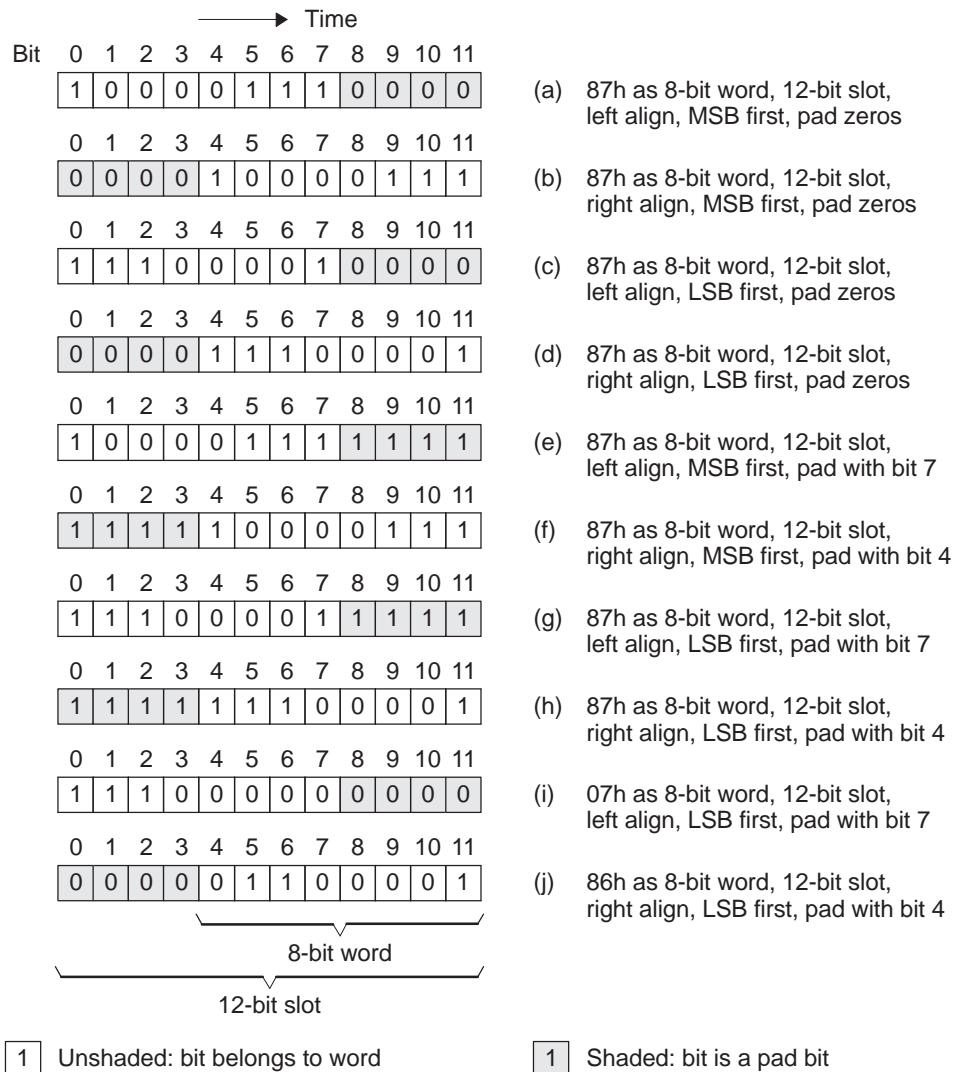 Time
Bit 0 1 2 3 4 5 6 7 8 9 10 11
1 0 0 0 0 1 1 1 0 0 0 0
(a) 87h as 8-bit word, 12-bit slot,
left align, MSB first, pad zeros
0 1 2 3 4 5 6 7 8 9 10 11
0 0 0 0 1 0 0 0 0 1 1 1
(b) 87h as 8-bit word, 12-bit slot,
right align, MSB first, pad zeros
0 1 2 3 4 5 6 7 8 9 10 11
1 1 1 0 0 0 0 1 0 0 0 0
(c) 87h as 8-bit word, 12-bit slot,
left align, LSB first, pad zeros
0 1 2 3 4 5 6 7 8 9 10 11
0 0 0 0 1 1 1 0 0 0 0 1
(d) 87h as 8-bit word, 12-bit slot,
right align, LSB first, pad zeros
0 1 2 3 4 5 6 7 8 9 10 11
1 0 0 0 0 1 1 1 1 1 1 1
(e) 87h as 8-bit word, 12-bit slot,
left align, MSB first, pad with bit 7
0 1 2 3 4 5 6 7 8 9 10 11
1 1 1 1 1 0 0 0 0 1 1 1
(f) 87h as 8-bit word, 12-bit slot,
right align, MSB first, pad with bit 4
0 1 2 3 4 5 6 7 8 9 10 11
1 1 1 0 0 0 0 1 1 1 1 1
(g) 87h as 8-bit word, 12-bit slot,
left align, LSB first, pad with bit 7
0 1 2 3 4 5 6 7 8 9 10 11
1 1 1 1 1 1 1 0 0 0 0 1
(h) 87h as 8-bit word, 12-bit slot,
right align, LSB first, pad with bit 4
0 1 2 3 4 5 6 7 8 9 10 11
1 1 1 0 0 0 0 0 0 0 0 0
(i) 07h as 8-bit word, 12-bit slot,
left align, LSB first, pad with bit 7
0 1 2 3 4 5 6 7 8 9 10 11
0 0 0 0 0 1 1 0 0 0 0 1
(j) 86h as 8-bit word, 12-bit slot,
right align, LSB first, pad with bit 4
8-bit word
12-bit slot
1 Unshaded: bit belongs to word
1 Shaded: bit is a pad bit